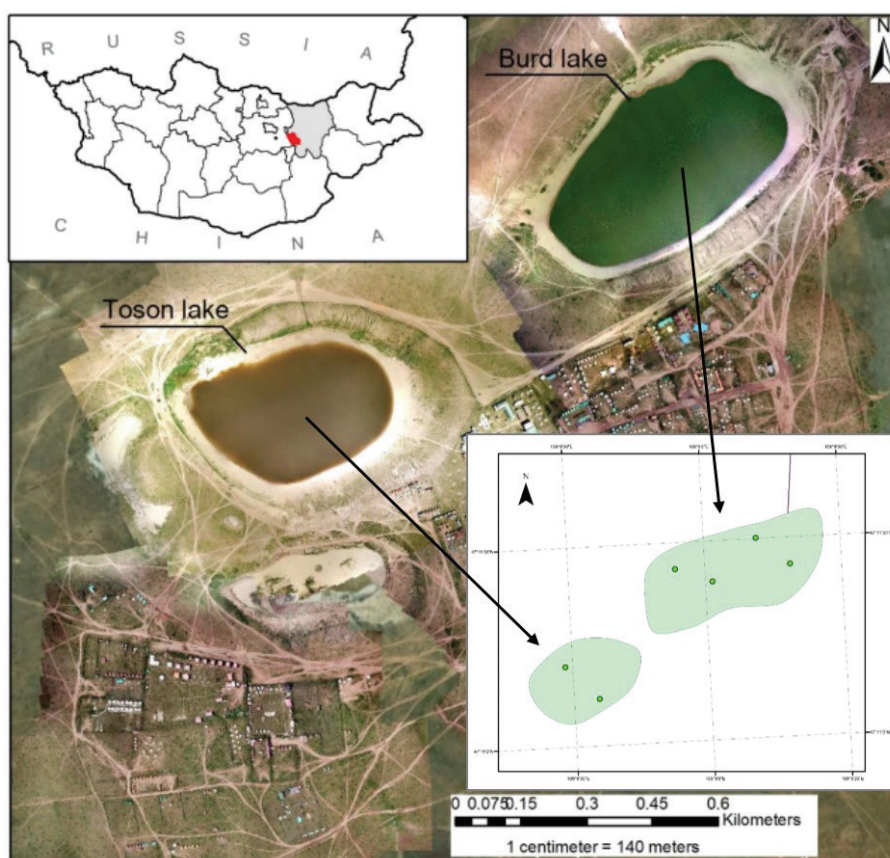 R U S S I A
C H I N A
Burd lake
N
Toson lake
N
0 0.075 0.15 0.3 0.45 0.6
Kilometers
1 centimeter = 140 meters